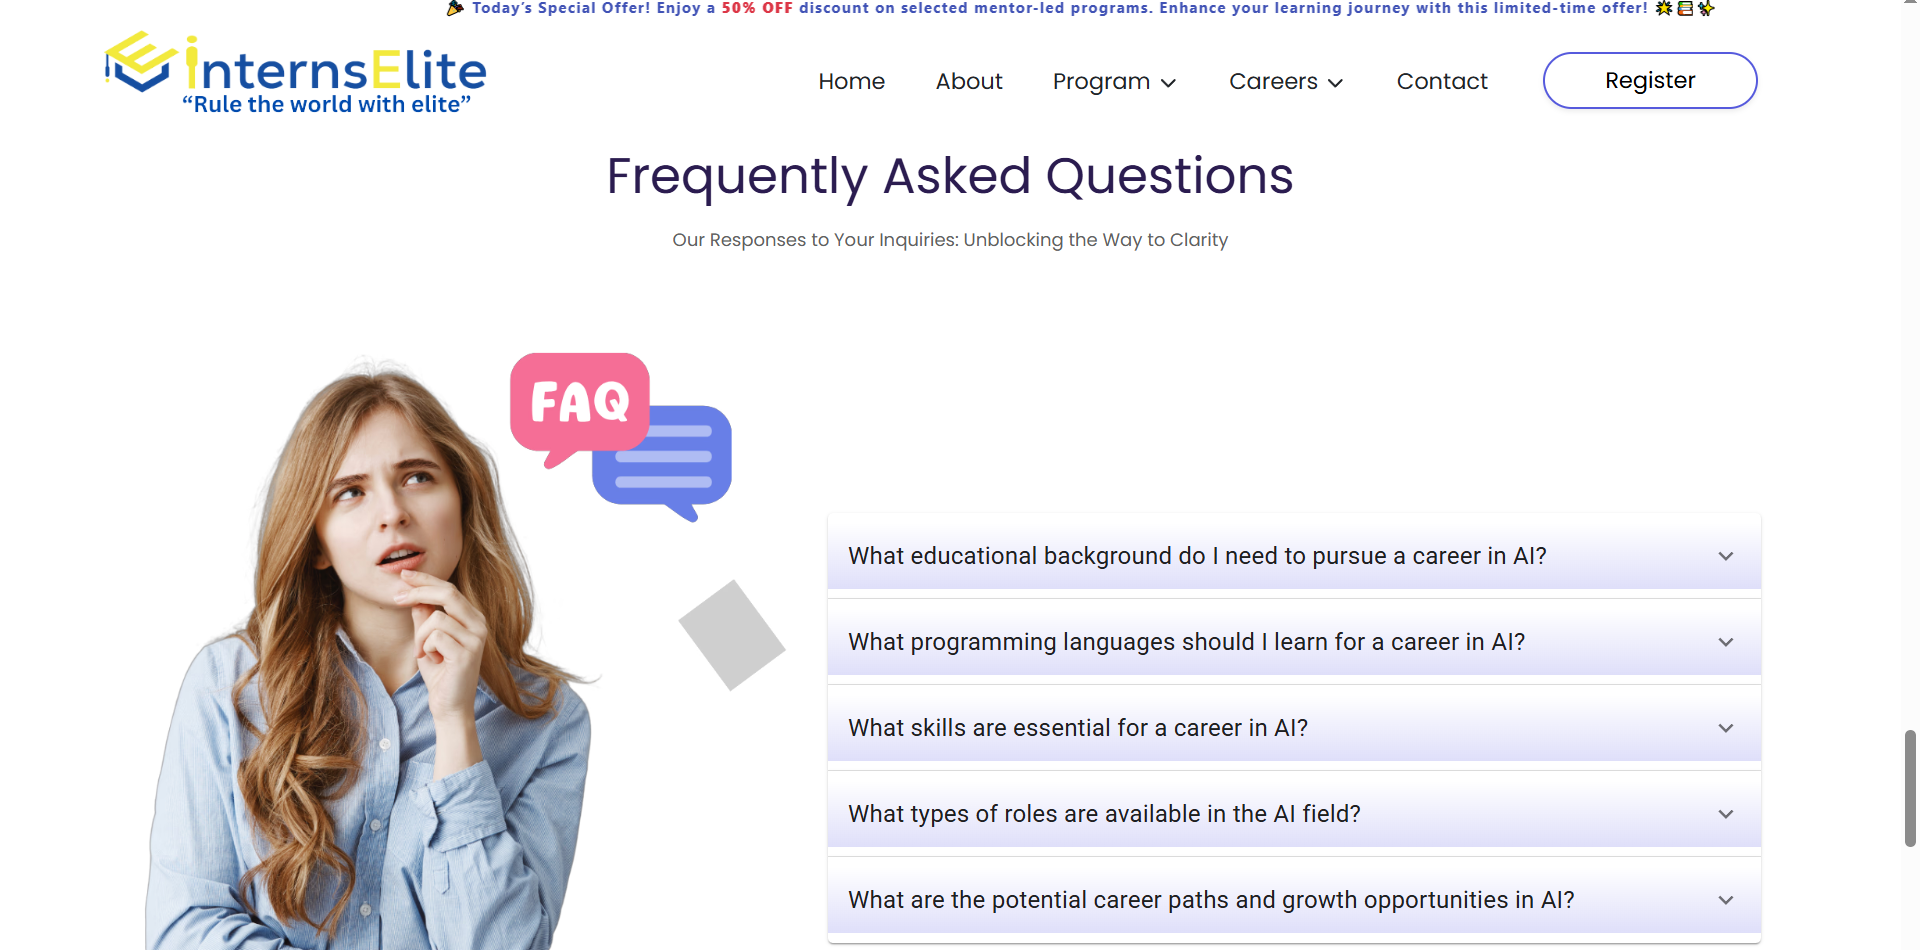 Today's Special Offer! Enjoy a 50% OFF discount on selected mentor-led programs. Enhance your learning journey with this limited-time offer!
internsElite
“Rule the world with elite”
Home About Program Careers Contact Register
Frequently Asked Questions
Our Responses to Your Inquiries: Unblocking the Way to Clarity
FAQ
What educational background do I need to pursue a career in AI?
What programming languages should I learn for a career in AI?
What skills are essential for a career in AI?
What types of roles are available in the AI field?
What are the potential career paths and growth opportunities in AI?